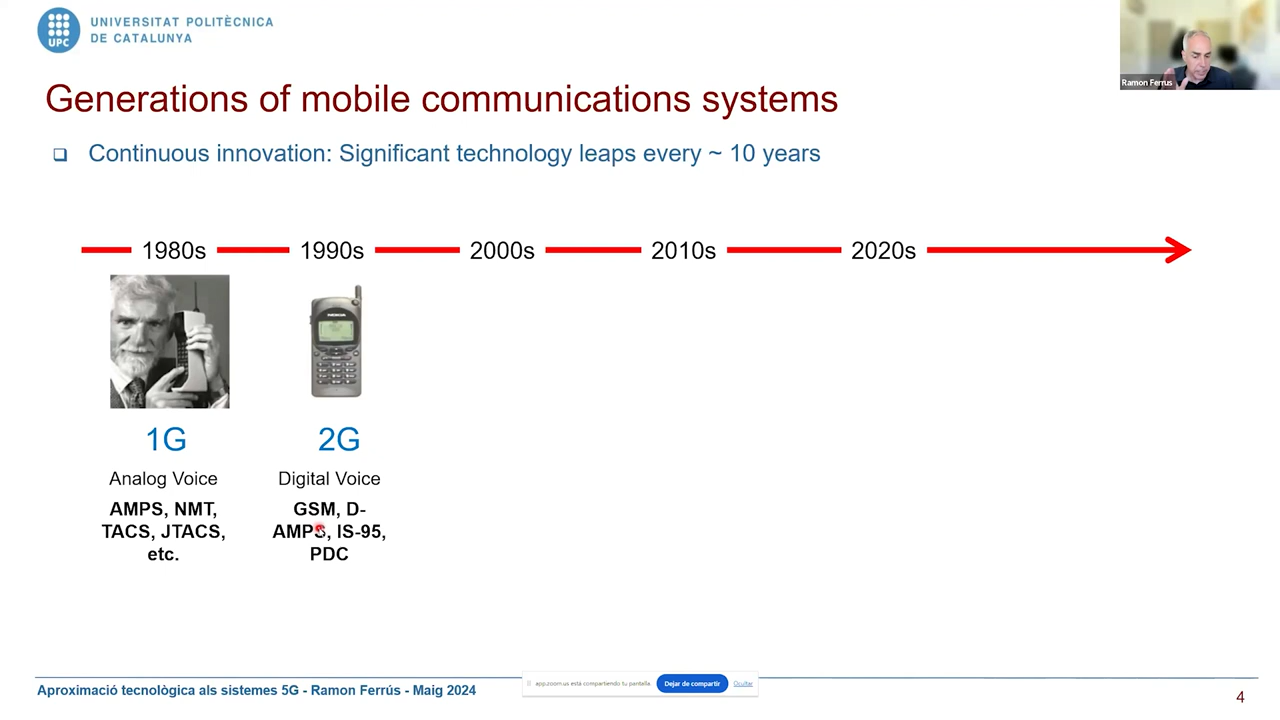 UNIVERSITAT POLITÈCNICA
DE CATALUNYA
UPC
Ramon Ferrus
Generations of mobile communications systems
Continuous innovation: Significant technology leaps every ~ 10 years
1980s
1990s
2000s
2010s
2020s
NOKIA
1G
2G
Analog Voice
Digital Voice
AMPS, NMT,
TACS, JTACS,
etc.
GSM, D-
AMPS, IS-95,
PDC
Aproximació tecnològica als sistemes 5G - Ramon Ferrús - Maig 2024
app.zoom.us está compartiendo tu pantalla.
Dejar de compartir
Ocultar
4